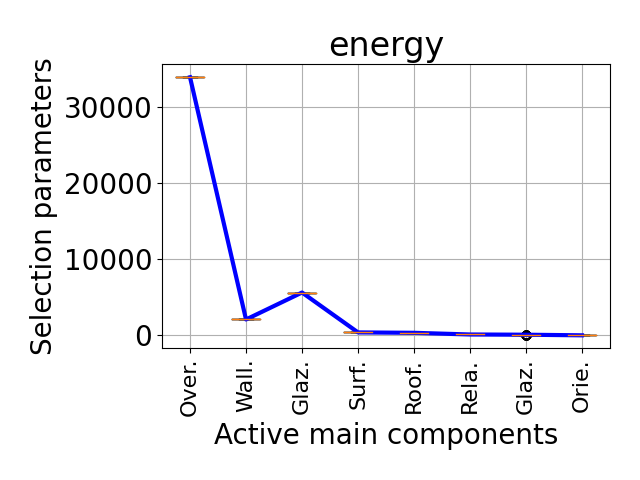 energy
Selection parameters
30000
20000
10000
0
Over.
Wall.
Glaz.
Surf.
Roof.
Rela.
Glaz.
Orie.
Active main components